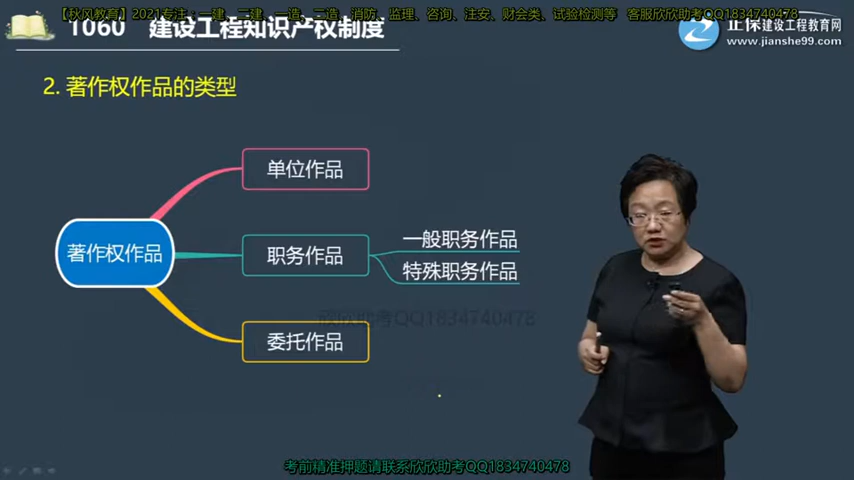 【秋风教育】2021专注：一建、二建、一造、二造、消防、监理、咨询、注安、财会类、试验检测等 客服欣欣助考QQ1834740478
1060 建设工程知识产权制度
正保建设工程教育网
www.jianshe99.com
2. 著作权作品的类型
单位作品
著作权作品
职务作品
一般职务作品
特殊职务作品
欣欣助考QQ1834740478
委托作品
考前精准押题请联系欣欣助考QQ1834740478